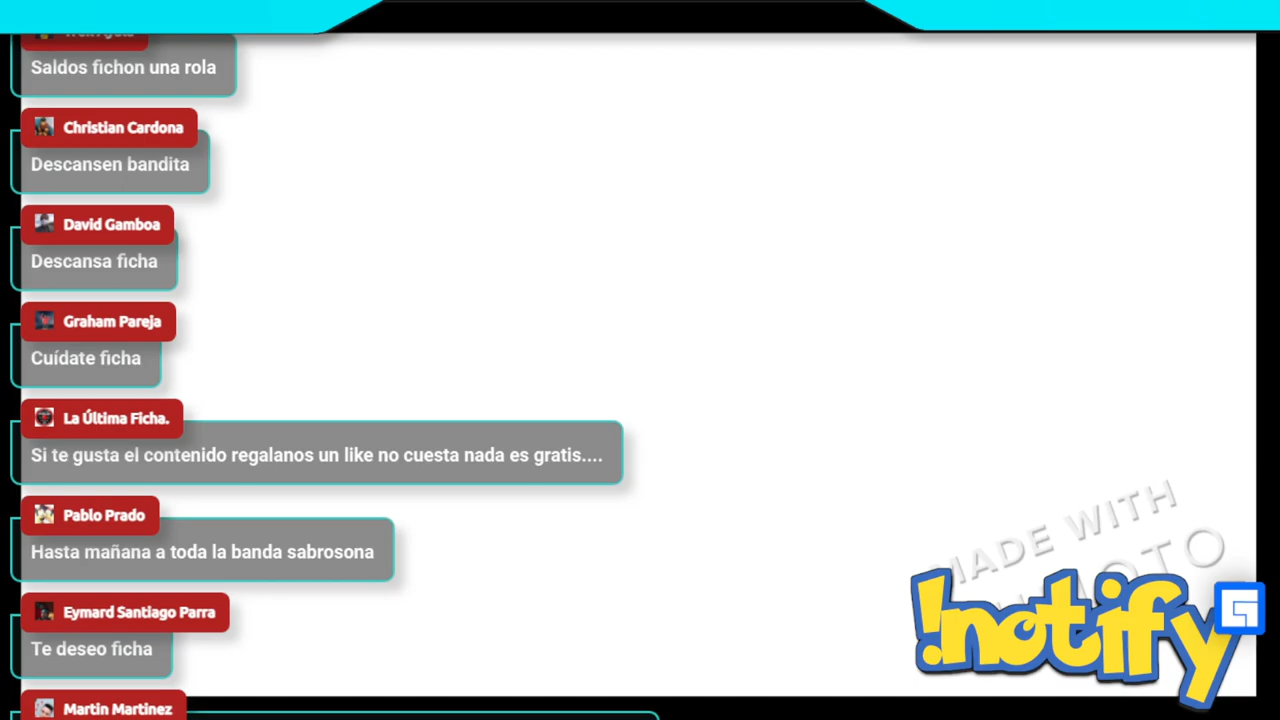 Saldos fichon una rola
Christian Cardona
Descansen bandita
David Gamboa
Descansa ficha
Graham Pareja
Cuídate ficha
La Última Ficha.
Si te gusta el contenido regalanos un like no cuesta nada es gratis....
Pablo Prado
Hasta mañana a toda la banda sabrosona
Eymard Santiago Parra
Te deseo ficha
Martin Martinez
MADE WITH
!notify